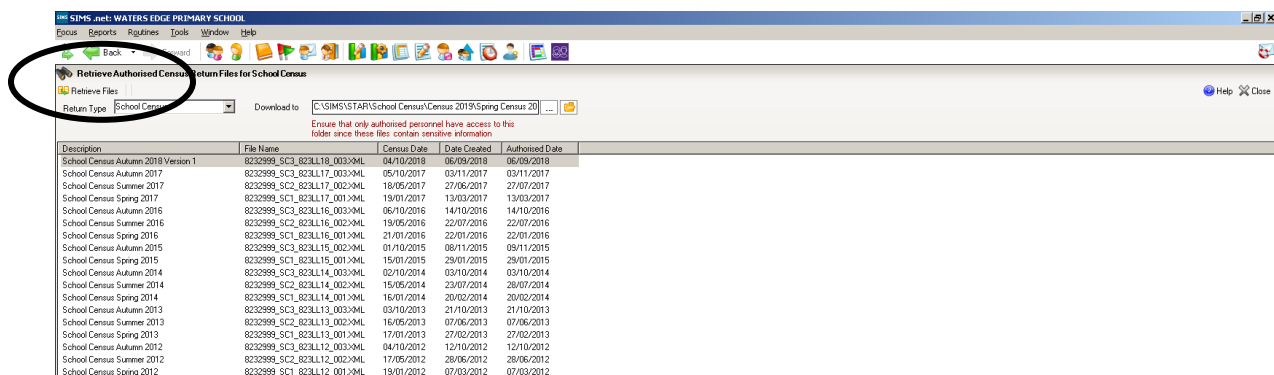 SIMS .net: WATERS EDGE PRIMARY SCHOOL
Focus Reports Routines Tools Window Help
Back Forward
Retrieve Authorised Census Return Files for School Census
Retrieve Files Help Close
Return Type School Census Download to C:\SIMS\STAR\School Census\Census 2019\Spring Census 20 ...
Ensure that only authorised personnel have access to this
folder since these files contain sensitive information
Description File Name Census Date Date Created Authorised Date
School Census Autumn 2018 Version 1 8232999_SC3_823LL18_003.XML 04/10/2018 06/09/2018 06/09/2018
School Census Autumn 2017 8232999_SC3_823LL17_003.XML 05/10/2017 03/11/2017 03/11/2017
School Census Summer 2017 8232999_SC2_823LL17_002.XML 18/05/2017 27/06/2017 27/07/2017
School Census Spring 2017 8232999_SC1_823LL17_001.XML 19/01/2017 13/03/2017 13/03/2017
School Census Autumn 2016 8232999_SC3_823LL16_003.XML 06/10/2016 14/10/2016 14/10/2016
School Census Summer 2016 8232999_SC2_823LL16_002.XML 19/05/2016 22/07/2016 22/07/2016
School Census Spring 2016 8232999_SC1_823LL16_001.XML 21/01/2016 22/01/2016 22/01/2016
School Census Autumn 2015 8232999_SC3_823LL15_002.XML 01/10/2015 08/11/2015 09/11/2015
School Census Spring 2015 8232999_SC1_823LL15_001.XML 15/01/2015 29/01/2015 29/01/2015
School Census Autumn 2014 8232999_SC3_823LL14_003.XML 02/10/2014 03/10/2014 03/10/2014
School Census Summer 2014 8232999_SC2_823LL14_002.XML 15/05/2014 23/07/2014 28/07/2014
School Census Spring 2014 8232999_SC1_823LL14_001.XML 16/01/2014 20/02/2014 20/02/2014
School Census Autumn 2013 8232999_SC3_823LL13_003.XML 03/10/2013 21/10/2013 21/10/2013
School Census Summer 2013 8232999_SC2_823LL13_002.XML 16/05/2013 07/06/2013 07/06/2013
School Census Spring 2013 8232999_SC1_823LL13_001.XML 17/01/2013 27/02/2013 27/02/2013
School Census Autumn 2012 8232999_SC3_823LL12_003.XML 04/10/2012 12/10/2012 12/10/2012
School Census Summer 2012 8232999_SC2_823LL12_002.XML 17/05/2012 28/06/2012 28/06/2012
School Census Spring 2012 8232999_SC1_823LL12_001.XML 19/01/2012 07/03/2012 07/03/2012